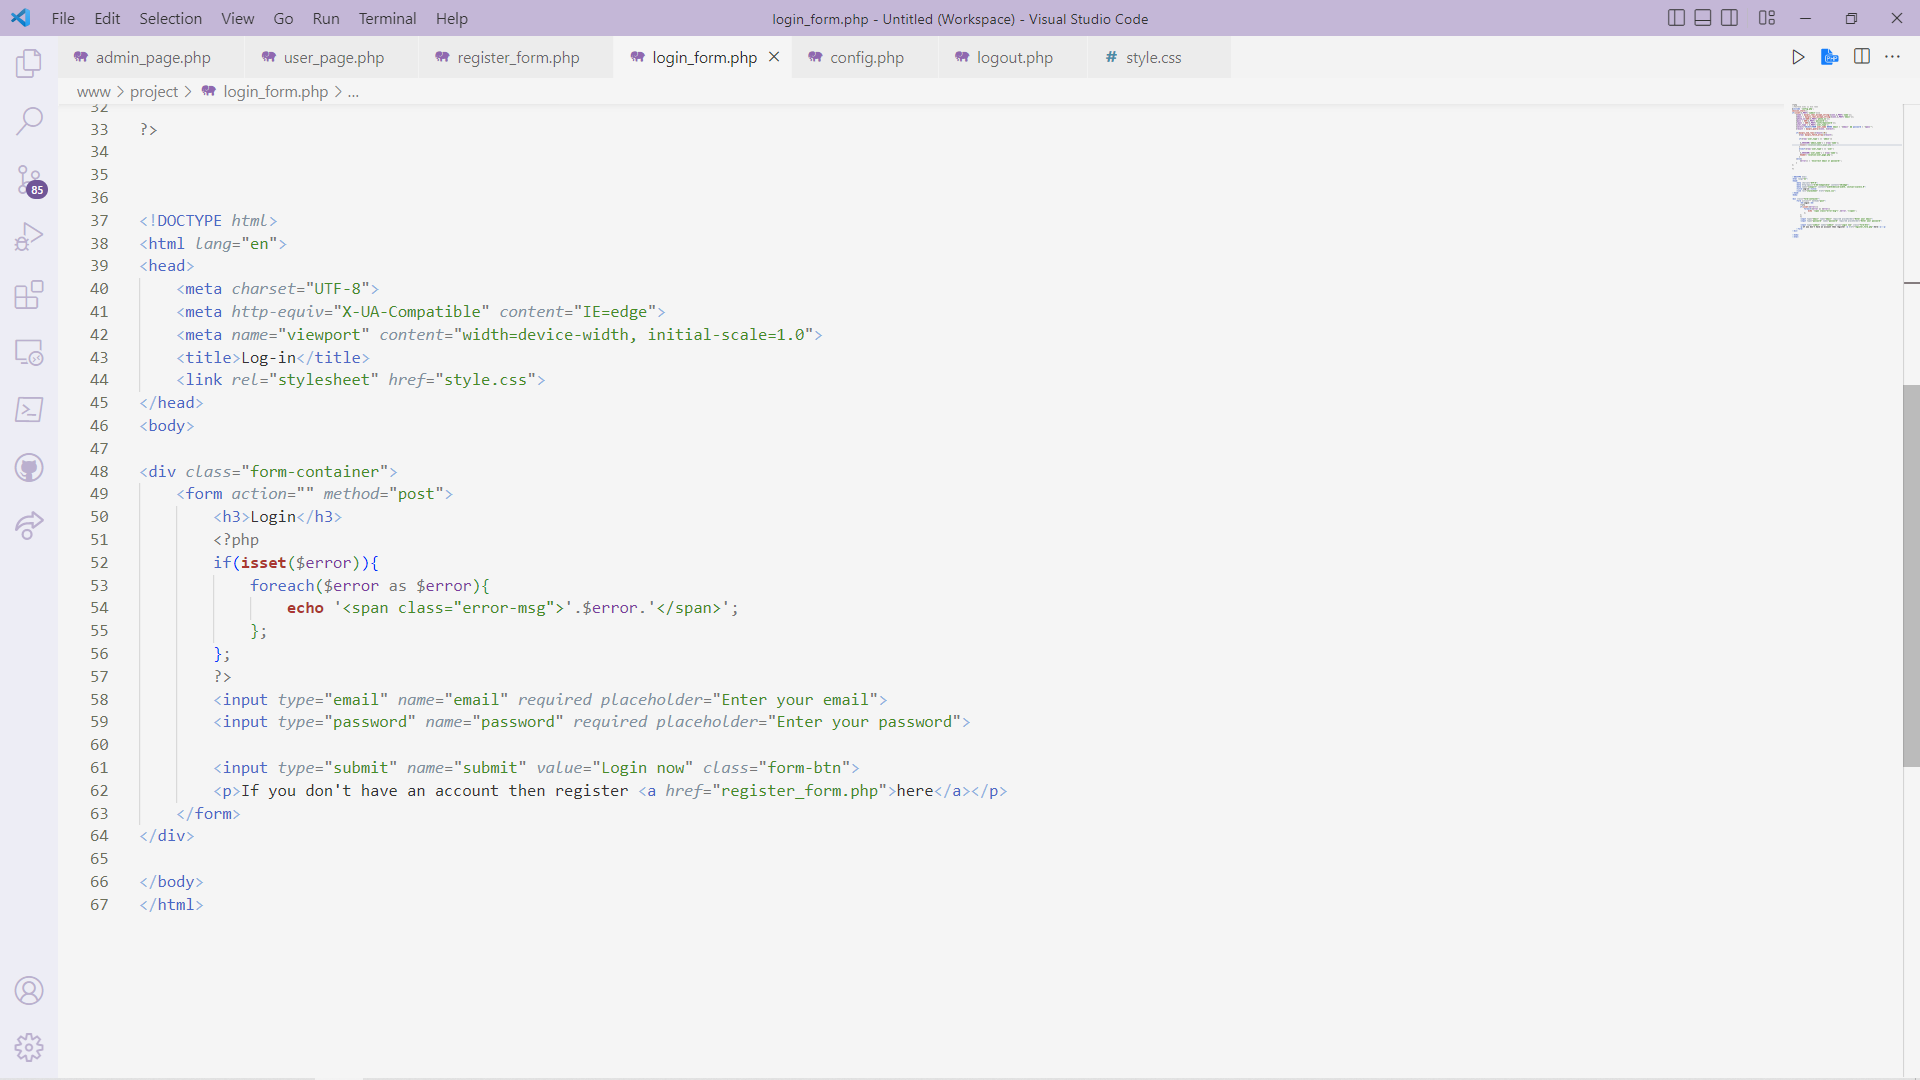 File Edit Selection View Go Run Terminal Help
login_form.php - Untitled (Workspace) - Visual Studio Code
admin_page.php
user_page.php
register_form.php
login_form.php
config.php
logout.php
# style.css
www > project > login_form.php > ...
85
32
33 ?>
34
35
36
37 <!DOCTYPE html>
38 <html lang="en">
39 <head>
40 <meta charset="UTF-8">
41 <meta http-equiv="X-UA-Compatible" content="IE=edge">
42 <meta name="viewport" content="width=device-width, initial-scale=1.0">
43 <title>Log-in</title>
44 <link rel="stylesheet" href="style.css">
45 </head>
46 <body>
47
48 <div class="form-container">
49 <form action="" method="post">
50 <h3>Login</h3>
51 <?php
52 if(isset($error)){
53 foreach($error as $error){
54 echo '<span class="error-msg">'.$error.'</span>';
55 };
56 };
57 ?>
58 <input type="email" name="email" required placeholder="Enter your email">
59 <input type="password" name="password" required placeholder="Enter your password">
60
61 <input type="submit" name="submit" value="Login now" class="form-btn">
62 <p>If you don't have an account then register <a href="register_form.php">here</a></p>
63 </form>
64 </div>
65
66 </body>
67 </html>